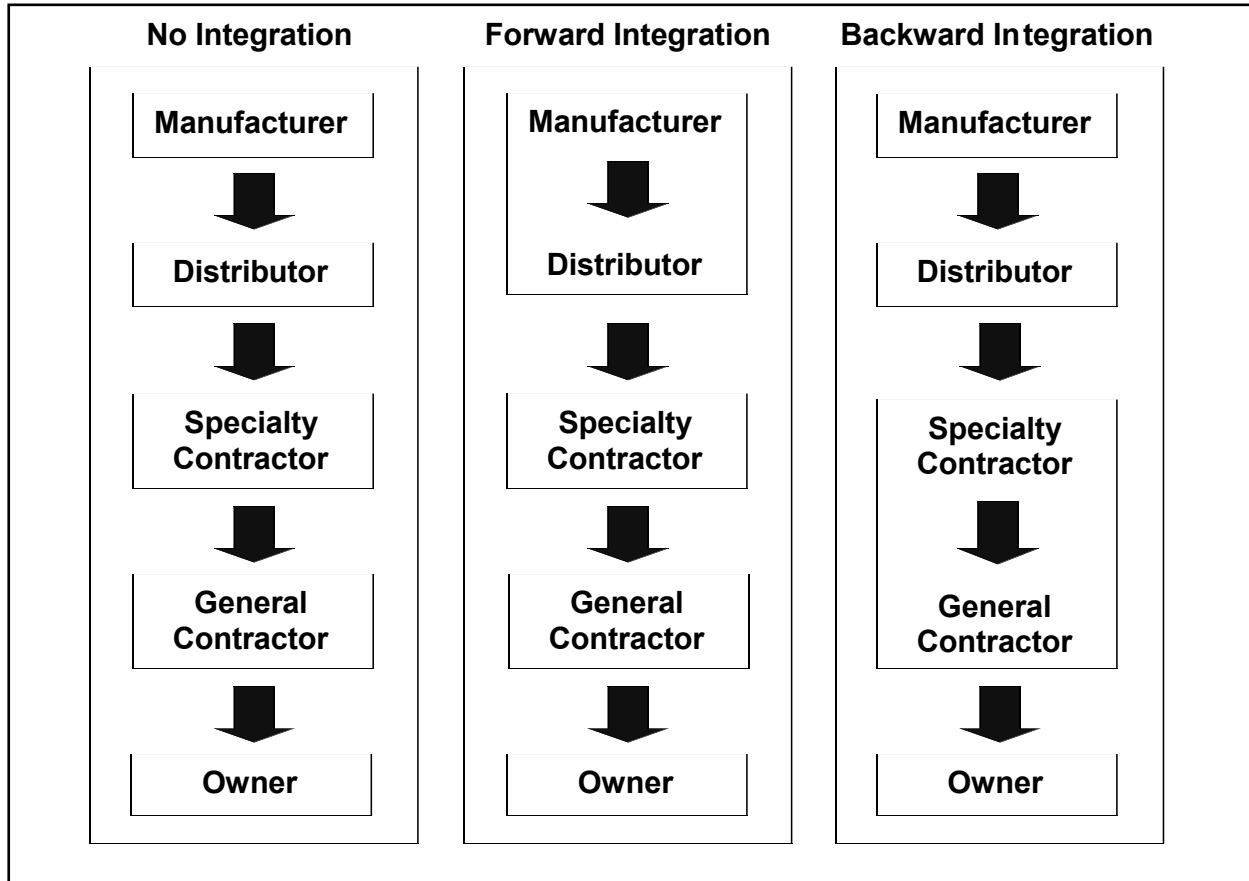 No Integration
Manufacturer
Distributor
Specialty
Contractor
General
Contractor
Owner
Forward Integration
Manufacturer
Distributor
Specialty
Contractor
General
Contractor
Owner
Backward Integration
Manufacturer
Distributor
Specialty
Contractor
General
Contractor
Owner